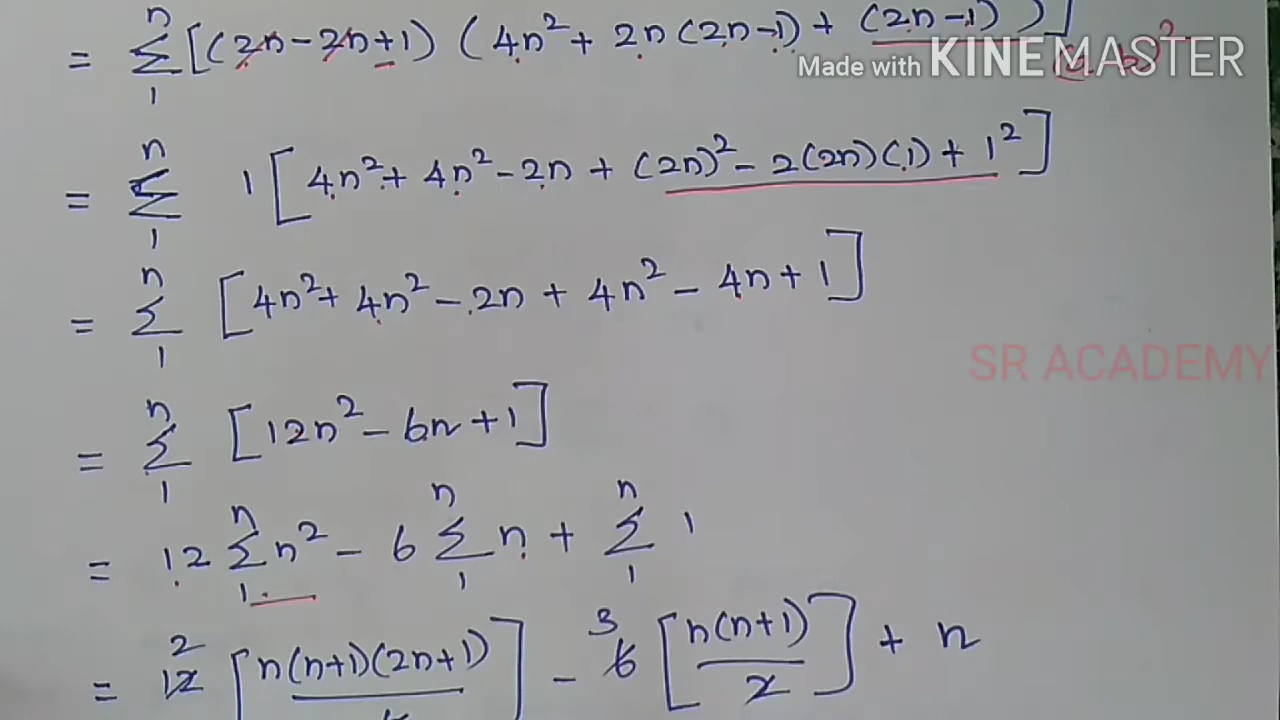 = Σ₁ⁿ [(2n-2n+1) (4n²+ 2n(2n-1) + (2n-1) )]
Made with KINEMASTER
= Σ₁ⁿ 1 [4n²+ 4n² - 2n + (2n)² - 2(2n)(1) + 1²]
= Σ₁ⁿ [4n²+ 4n² - 2n + 4n² - 4n + 1]
SR ACADEMY
= Σ₁ⁿ [12n² - 6n + 1]
= 12 Σ₁ⁿ n² - 6 Σ₁ⁿ n + Σ₁ⁿ 1
2 3
= 12 [n(n+1)(2n+1)] - 6 [n(n+1)/2] + n